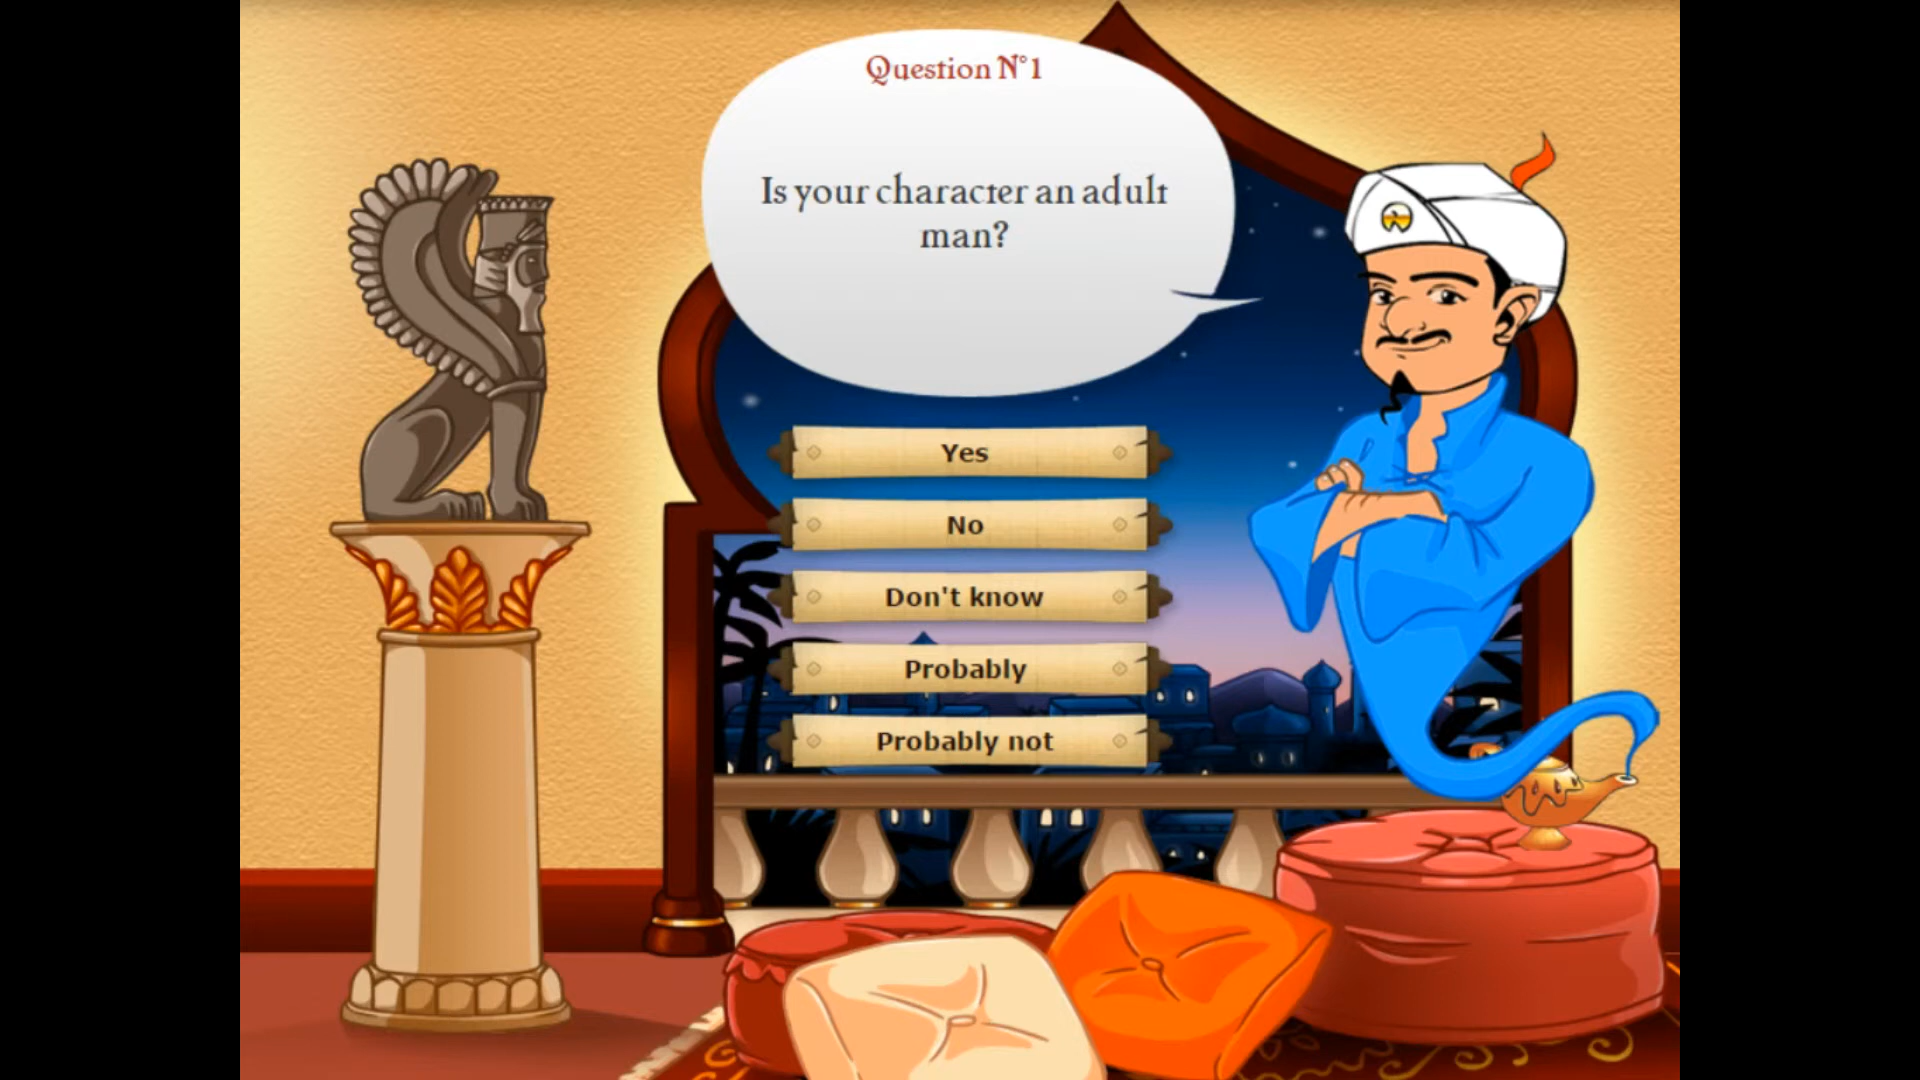 Question N°1
Is your character an adult
man?
Yes
No
Don't know
Probably
Probably not